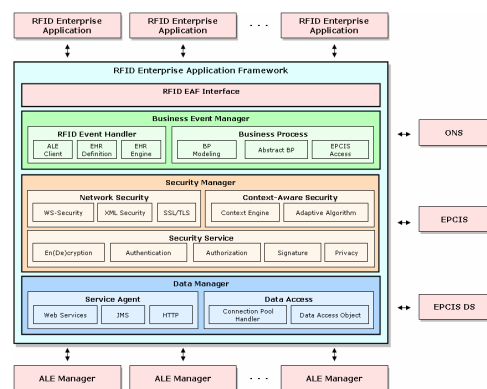 RFID Enterprise
Application
RFID Enterprise
Application
. . .
RFID Enterprise
Application
RFID Enterprise Application Framework
RFID EAF Interface
Business Event Manager
RFID Event Handler
ALE
Client
EHR
Definition
EHR
Engine
Business Process
BP
Modeling
Abstract BP
EPCIS
Access
ONS
Security Manager
Network Security
WS-Security
XML Security
SSL/TLS
Context-Aware Security
Context Engine
Adaptive Algorithm
EPCIS
Security Service
En(De)cryption
Authentication
Authorization
Signature
Privacy
Data Manager
Service Agent
Web Services
JMS
HTTP
Data Access
Connection Pool
Handler
Data Access Object
EPCIS DS
ALE Manager
ALE Manager
. . .
ALE Manager